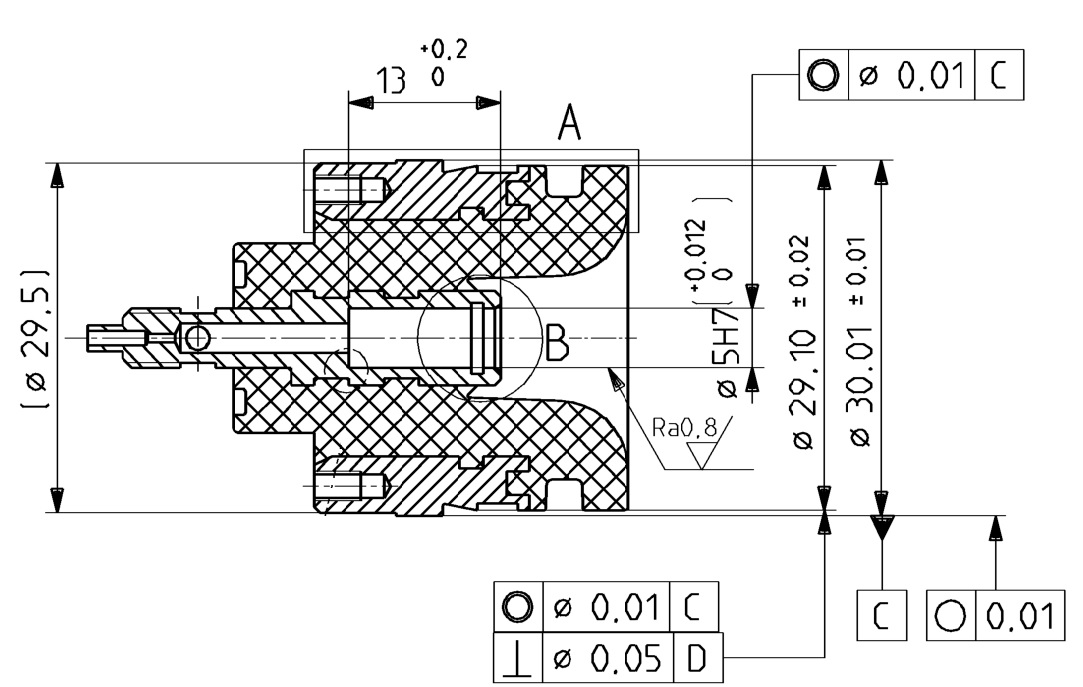 +0.2
13 0
⌀ 0.01 C
A
(⌀ 29.5)
⌀ 5H7 (+0.012 0)
⌀ 29.10 ± 0.02
⌀ 30.01 ± 0.01
B
Ra0.8
⌀ 0.01 C
⌀ 0.05 D
C
0.01